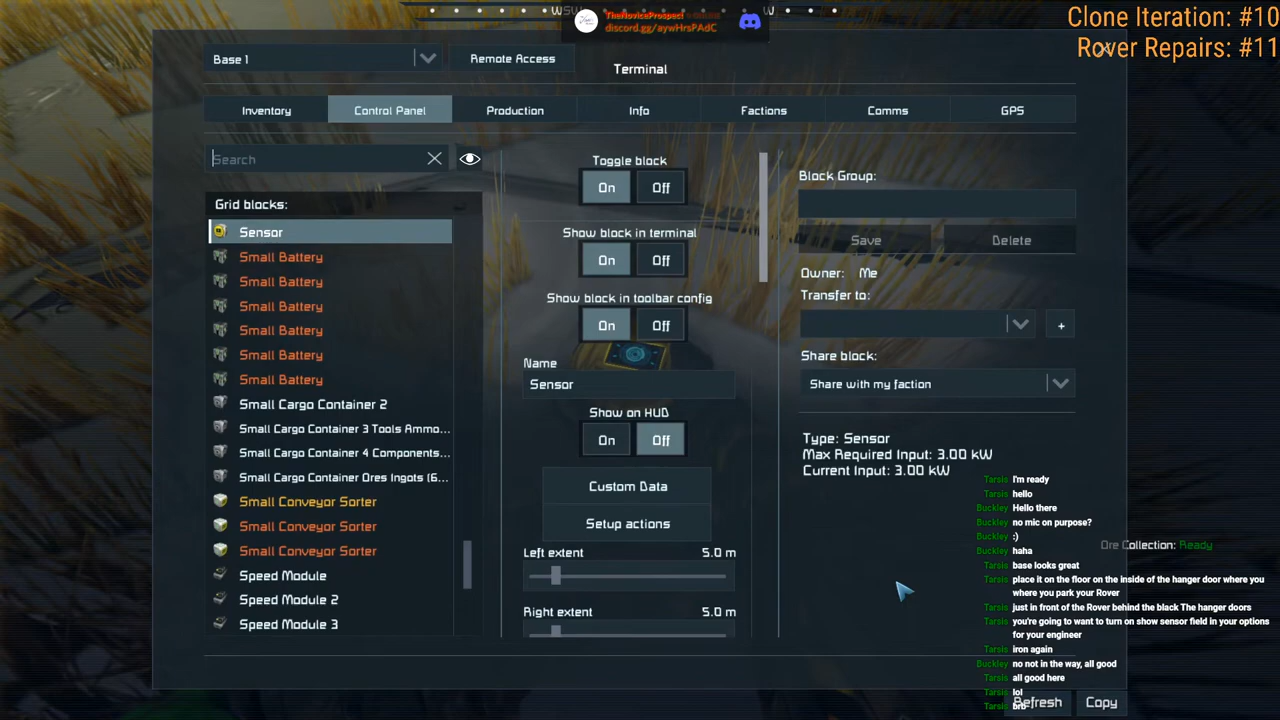 WSW
W
TheNoviceProspect
discord.gg/aywHrsPAdC
Clone Iteration: #10
Rover Repairs: #11
Base 1
Remote Access
Terminal
Inventory
Control Panel
Production
Info
Factions
Comms
GPS
Search
Grid blocks:
Sensor
Small Battery
Small Battery
Small Battery
Small Battery
Small Battery
Small Battery
Small Cargo Container 2
Small Cargo Container 3 Tools Ammo...
Small Cargo Container 4 Components...
Small Cargo Container Ores Ingots (6...
Small Conveyor Sorter
Small Conveyor Sorter
Small Conveyor Sorter
Speed Module
Speed Module 2
Speed Module 3
Toggle block
On Off
Show block in terminal
On Off
Show block in toolbar config
On Off
Name
Sensor
Show on HUD
On Off
Custom Data
Setup actions
Left extent 5.0 m
Right extent 5.0 m
Block Group:
Save Delete
Owner: Me
Transfer to:
+
Share block:
Share with my faction
Type: Sensor
Max Required Input: 3.00 kW
Current Input: 3.00 kW
Tarsis I'm ready
Tarsis hello
Buckley Hello there
Buckley no mic on purpose?
Buckley :)
Buckley haha
Ore Collection: Ready
Tarsis base looks great
Tarsis place it on the floor on the inside of the hanger door where you
where you park your Rover
Tarsis just in front of the Rover behind the black The hanger doors
Tarsis you're going to want to turn on show sensor field in your options
for your engineer
Tarsis iron again
Buckley no not in the way, all good
Tarsis all good here
Tarsis lol
Tarsis bro
Refresh
Copy